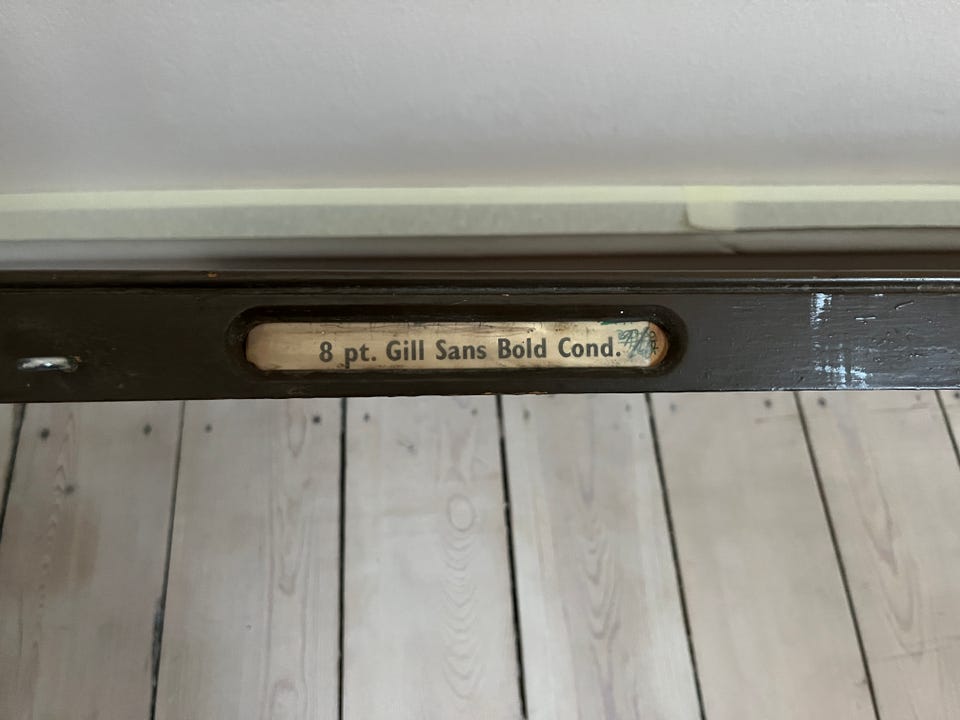 8 pt. Gill Sans Bold Cond.